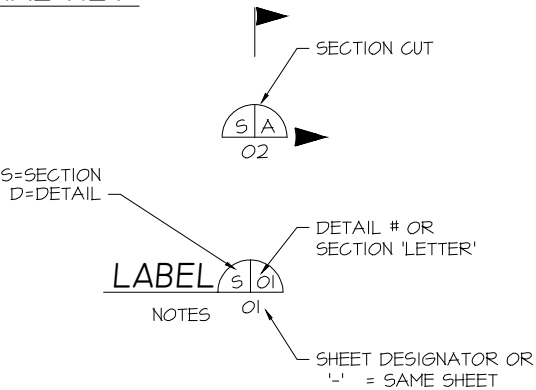 SECTION CUT
S A
02
S=SECTION
D=DETAIL
DETAIL # OR
SECTION 'LETTER'
LABEL S 01
NOTES 01
SHEET DESIGNATOR OR
'-' = SAME SHEET